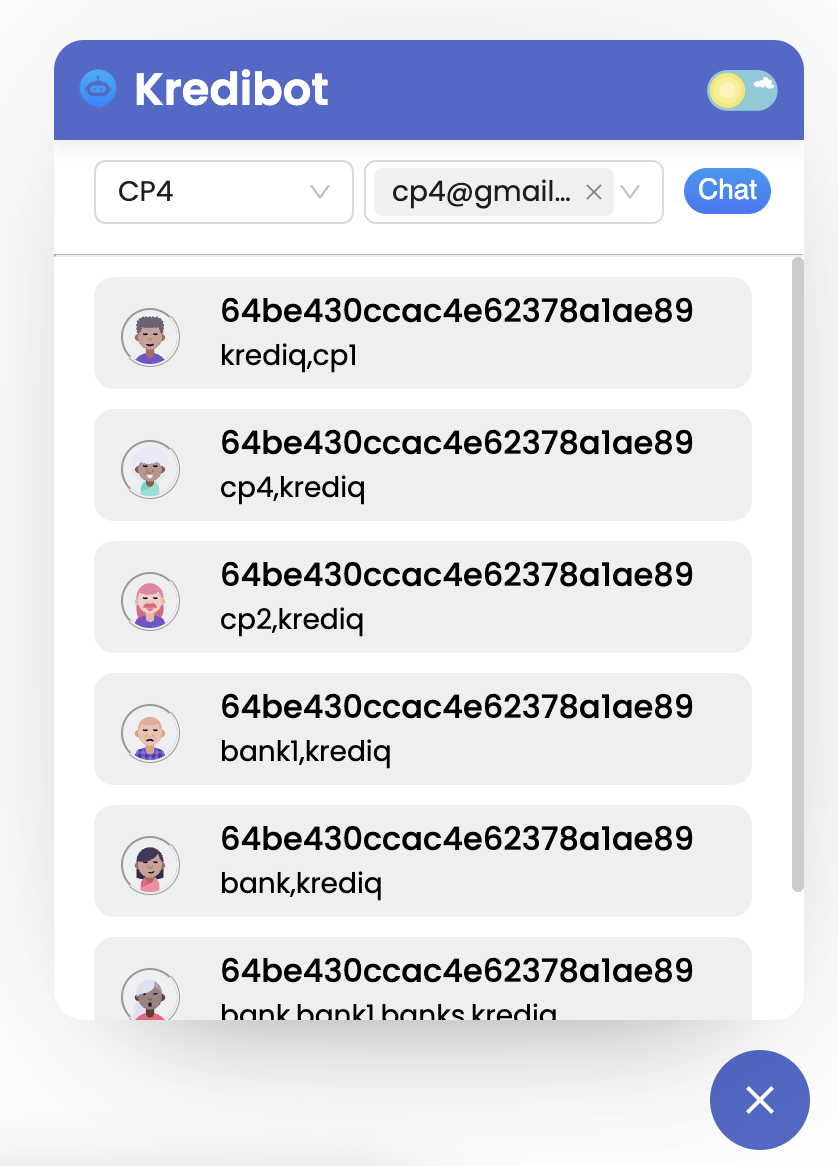 Kredibot
CP4
cp4@gmail...
Chat
64be430ccac4e62378a1ae89
krediq,cp1
64be430ccac4e62378a1ae89
cp4,krediq
64be430ccac4e62378a1ae89
cp2,krediq
64be430ccac4e62378a1ae89
bank1,krediq
64be430ccac4e62378a1ae89
bank,krediq
64be430ccac4e62378a1ae89
bank,bank1,banks,krediq